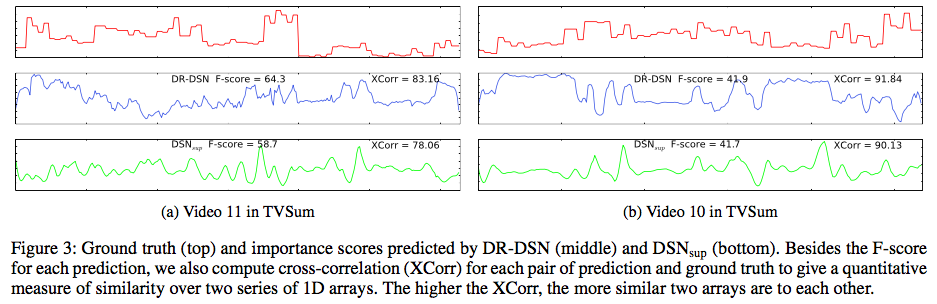 DR-DSN F-score = 64.3 XCorr = 83.16
DR-DSN F-score = 41.9 XCorr = 91.84
DSNsup F-score = 58.7 XCorr = 78.06
DSNsup F-score = 41.7 XCorr = 90.13
(a) Video 11 in TVSum
(b) Video 10 in TVSum
Figure 3: Ground truth (top) and importance scores predicted by DR-DSN (middle) and DSNsup (bottom). Besides the F-score
for each prediction, we also compute cross-correlation (XCorr) for each pair of prediction and ground truth to give a quantitative
measure of similarity over two series of 1D arrays. The higher the XCorr, the more similar two arrays are to each other.